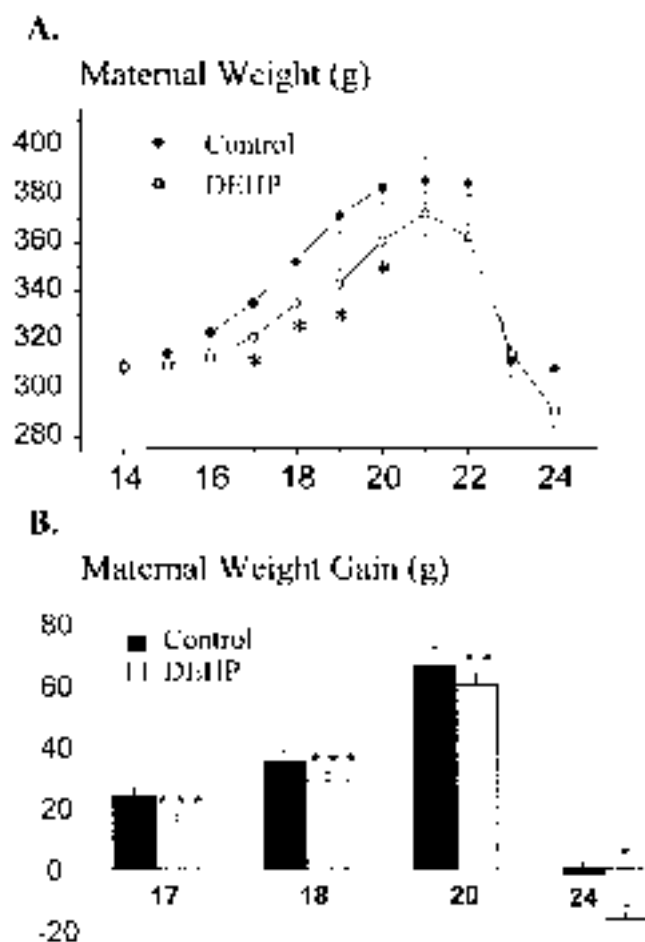 A.
Maternal Weight (g)
400
Control
380
DEHP
360
340
320
300
280
14 16 18 20 22 24
B.
Maternal Weight Gain (g)
80
Control
DEHP
60
40
20
0
17 18 20 24
-20